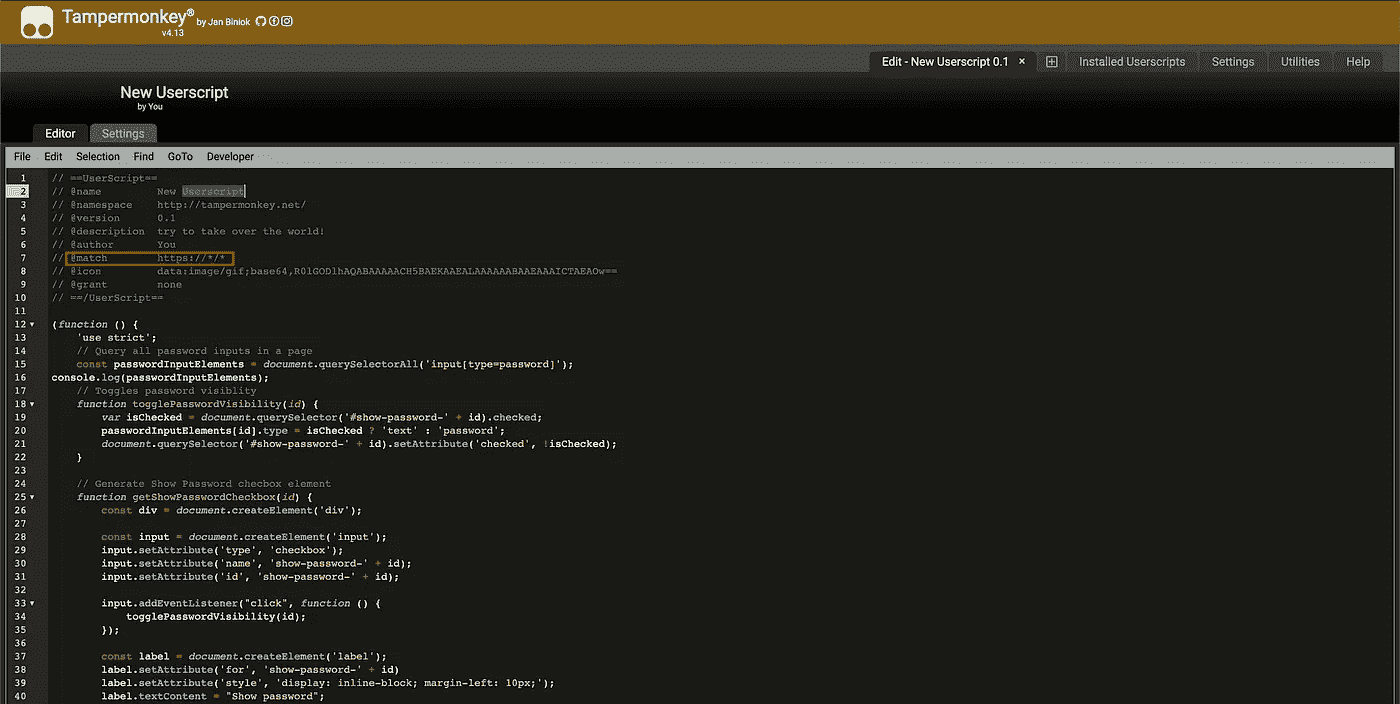 Tampermonkey® by Jan Biniok
v4.13
Edit - New Userscript 0.1 × Installed Userscripts Settings Utilities Help
New Userscript
by You
Editor Settings
File Edit Selection Find GoTo Developer
1 // ==UserScript==
2 // @name New Userscript
3 // @namespace http://tampermonkey.net/
4 // @version 0.1
5 // @description try to take over the world!
6 // @author You
7 // @match https://*/*
8 // @icon data:image/gif;base64,R0lGODlhAQABAAAAACH5BAEKAAEALAAAAAABAAEAAAICTAEAOw==
9 // @grant none
10 // ==/UserScript==
11
12 (function () {
13 'use strict';
14 // Query all password inputs in a page
15 const passwordInputElements = document.querySelectorAll('input[type=password]');
16 console.log(passwordInputElements);
17 // Toggles password visiblity
18 function togglePasswordVisibility(id) {
19 var isChecked = document.querySelector('#show-password-' + id).checked;
20 passwordInputElements[id].type = isChecked ? 'text' : 'password';
21 document.querySelector('#show-password-' + id).setAttribute('checked', !isChecked);
22 }
23
24 // Generate Show Password checbox element
25 function getShowPasswordCheckbox(id) {
26 const div = document.createElement('div');
27
28 const input = document.createElement('input');
29 input.setAttribute('type', 'checkbox');
30 input.setAttribute('name', 'show-password-' + id);
31 input.setAttribute('id', 'show-password-' + id);
32
33 input.addEventListener("click", function () {
34 togglePasswordVisibility(id);
35 });
36
37 const label = document.createElement('label');
38 label.setAttribute('for', 'show-password-' + id)
39 label.setAttribute('style', 'display: inline-block; margin-left: 10px;');
40 label.textContent = "Show password";